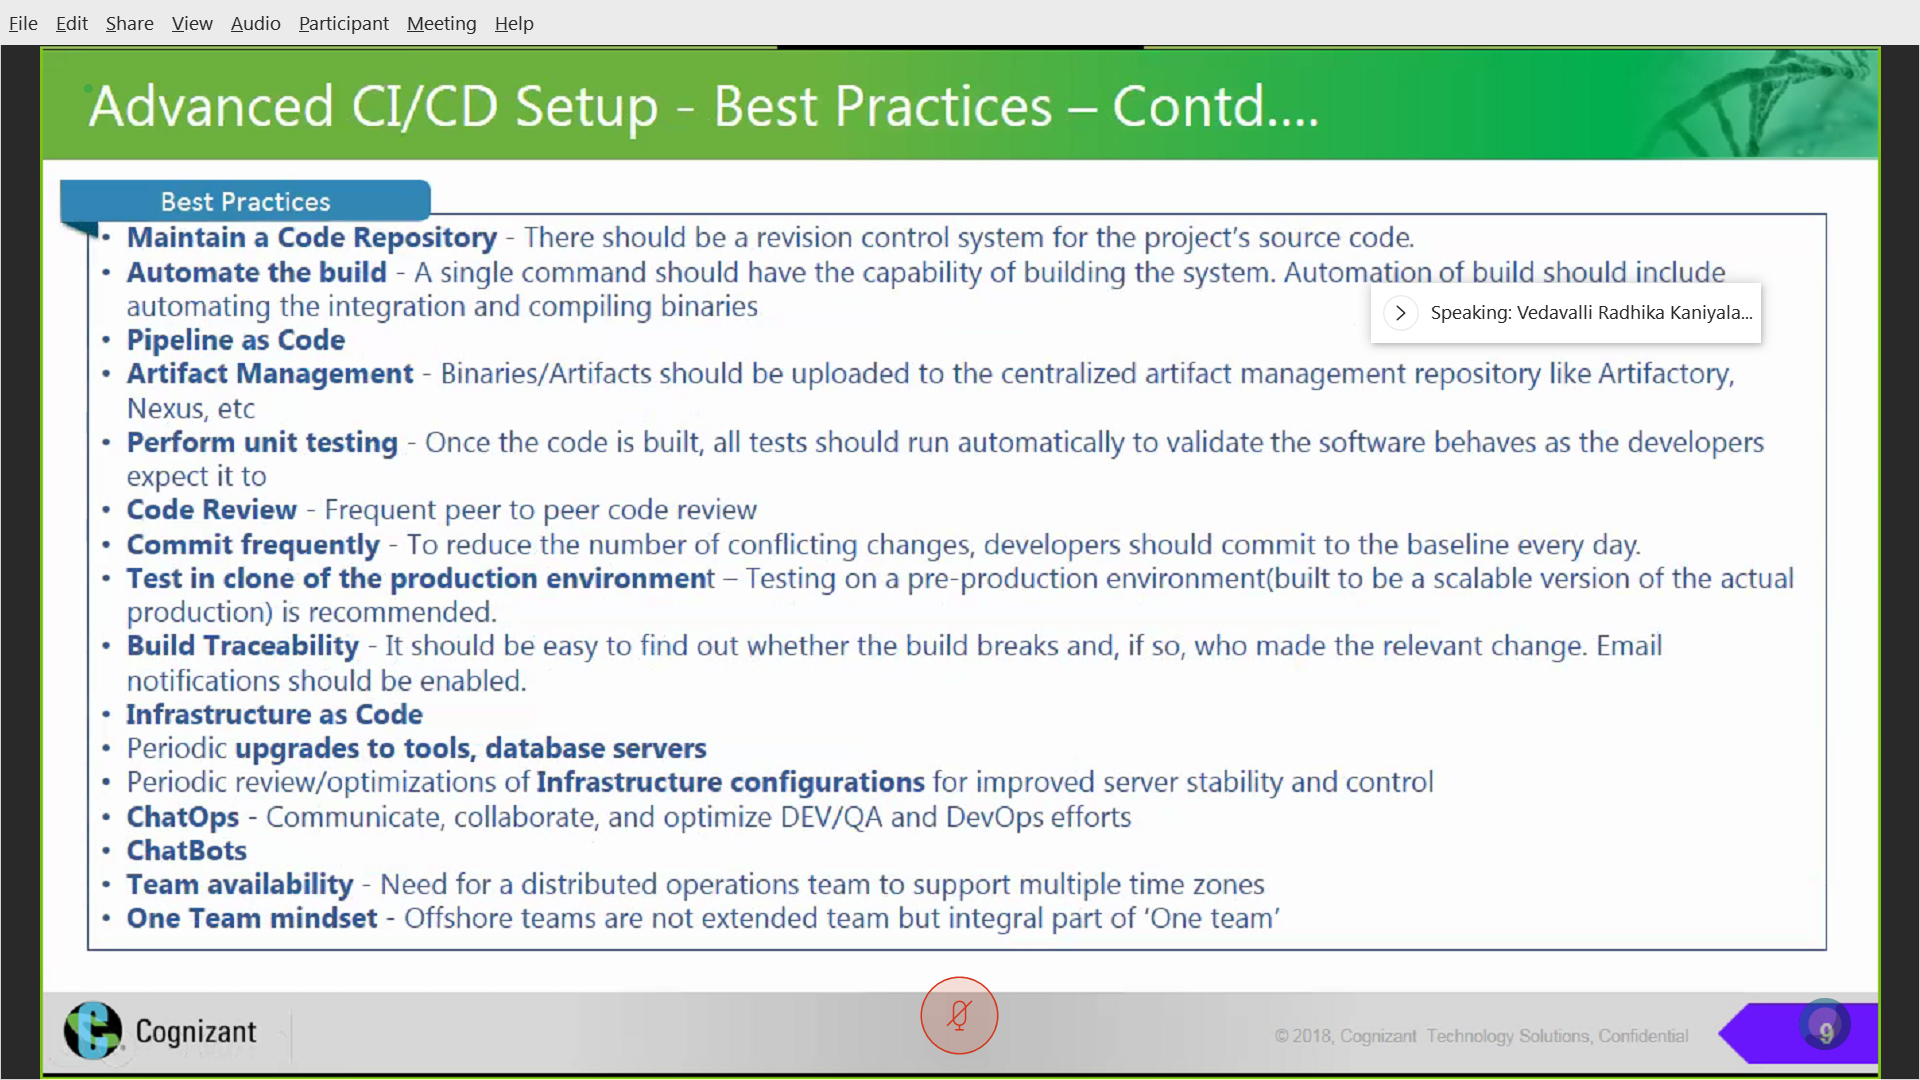 File Edit Share View Audio Participant Meeting Help
Advanced CI/CD Setup - Best Practices – Contd....
Best Practices
• Maintain a Code Repository - There should be a revision control system for the project's source code.
• Automate the build - A single command should have the capability of building the system. Automation of build should include
automating the integration and compiling binaries
Speaking: Vedavalli Radhika Kaniyala...
• Pipeline as Code
• Artifact Management - Binaries/Artifacts should be uploaded to the centralized artifact management repository like Artifactory,
Nexus, etc
• Perform unit testing - Once the code is built, all tests should run automatically to validate the software behaves as the developers
expect it to
• Code Review - Frequent peer to peer code review
• Commit frequently - To reduce the number of conflicting changes, developers should commit to the baseline every day.
• Test in clone of the production environment – Testing on a pre-production environment(built to be a scalable version of the actual
production) is recommended.
• Build Traceability - It should be easy to find out whether the build breaks and, if so, who made the relevant change. Email
notifications should be enabled.
• Infrastructure as Code
• Periodic upgrades to tools, database servers
• Periodic review/optimizations of Infrastructure configurations for improved server stability and control
• ChatOps - Communicate, collaborate, and optimize DEV/QA and DevOps efforts
• ChatBots
• Team availability - Need for a distributed operations team to support multiple time zones
• One Team mindset - Offshore teams are not extended team but integral part of 'One team'
Cognizant
© 2018, Cognizant Technology Solutions, Confidential
9